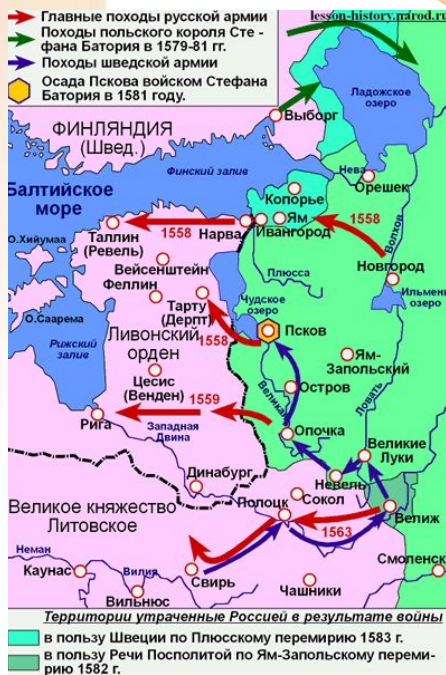 Главные походы русской армии
lesson-history.narod.ru
Походы польского короля Сте -
фана Батория в 1579-81 гг.
Походы шведской армии
Осада Пскова войском Стефана
Батория в 1581 году.
Ладожское
озеро
Выборг
ФИНЛЯНДИЯ
(Швед.)
Финский залив
Нева
Орешек
Балтийское
море
Копорье
Ям
1558
1558
Нарва
Ивангород
Таллин
(Ревель)
Волхов
Новгород
О.Хийумаа
Вейсенштейн
Плюсса
Феллин
Чудское
озеро
Ильмень
озеро
Тарту
(Дерпт)
О.Саарема
Псков
Ливонский
орден
1558
Рижский
залив
Ям-
Запольский
Цесис
(Венден)
Остров
Великая
Ловать
1559
Рига
Западная
Двина
Опочка
Великие
Луки
Динабург
Невель
Сокол
Великое княжество
Литовское
Полоцк
Велиж
1563
Неман
Смоленск
Каунас
Вилия
Свирь
Чашники
Вильнюс
Территории утраченные Россией в результате войны
в пользу Швеции по Плюсскому перемирию 1583 г.
в пользу Речи Посполитой по Ям-Запольскому переми-
рию 1582 г.